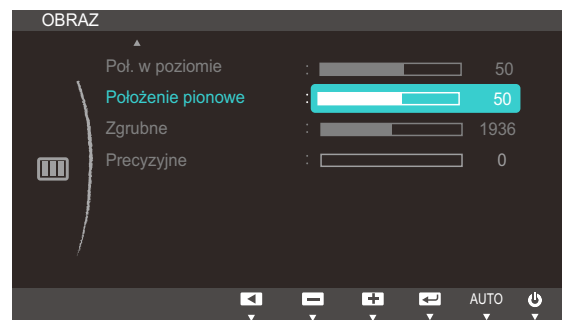 OBRAZ
Poł. w poziomie : 50
Położenie pionowe : 50
Zgrubne : 1936
Precyzyjne : 0
AUTO